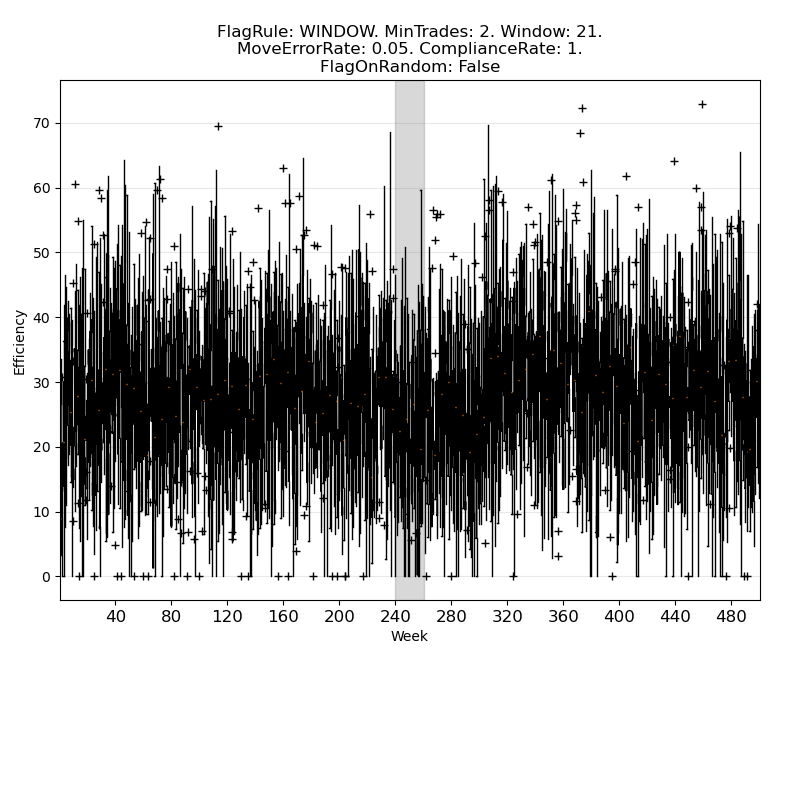 FlagRule: WINDOW. MinTrades: 2. Window: 21.
MoveErrorRate: 0.05. ComplianceRate: 1.
FlagOnRandom: False
70
60
50
40
30
20
10
0
Efficiency
40 80 120 160 200 240 280 320 360 400 440 480
Week